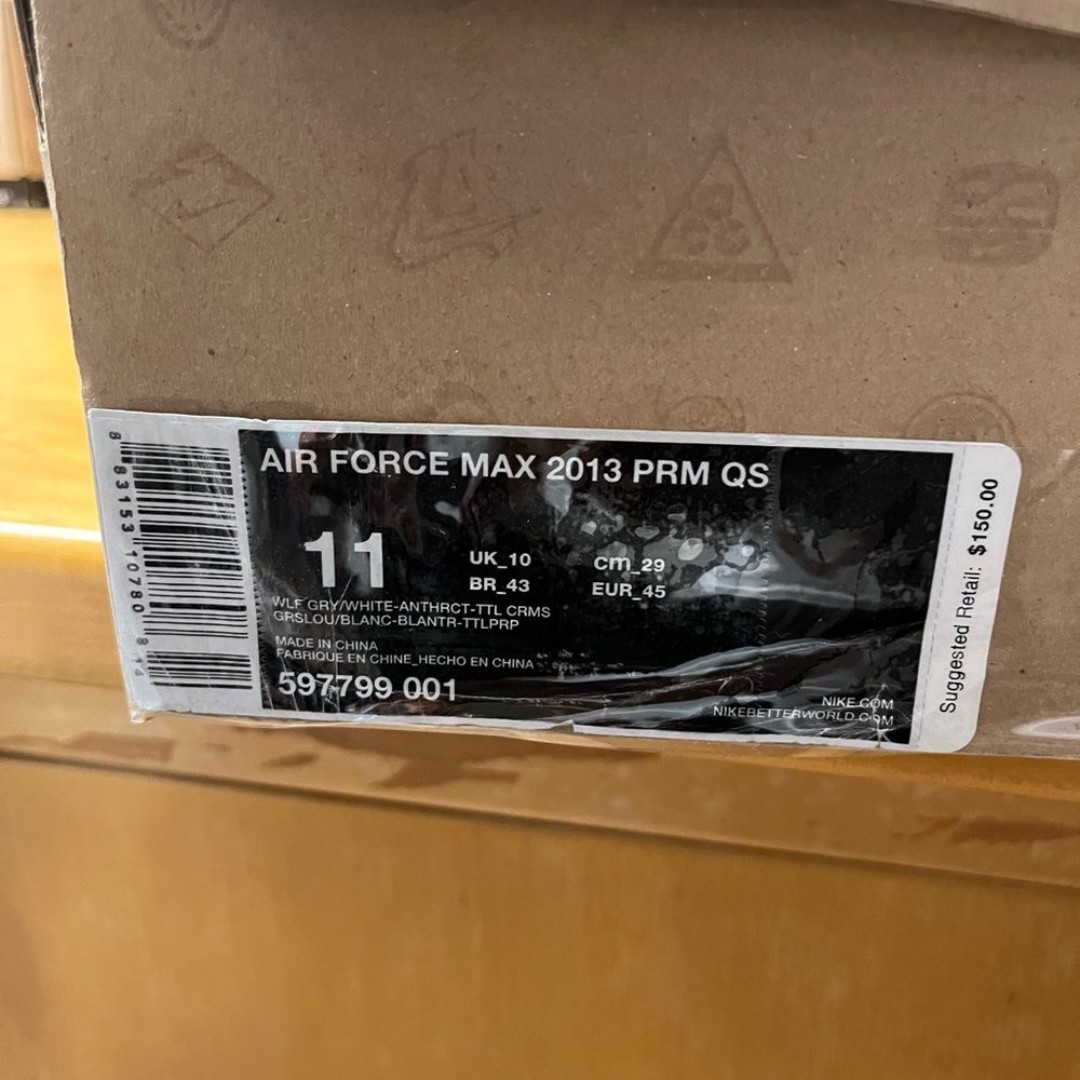 AIR FORCE MAX 2013 PRM QS
11
UK_10
cm_29
BR_43
EUR_45
WLF GRY/WHITE-ANTHRCT-TTL CRMS
GRSLOU/BLANC-BLANTR-TTLPRP
MADE IN CHINA
FABRIQUE EN CHINE_HECHO EN CHINA
597799 001
NIKE.COM
NIKEBETTERWORLD.COM
8 83153 10780 8 14
Suggested Retail: $150.00